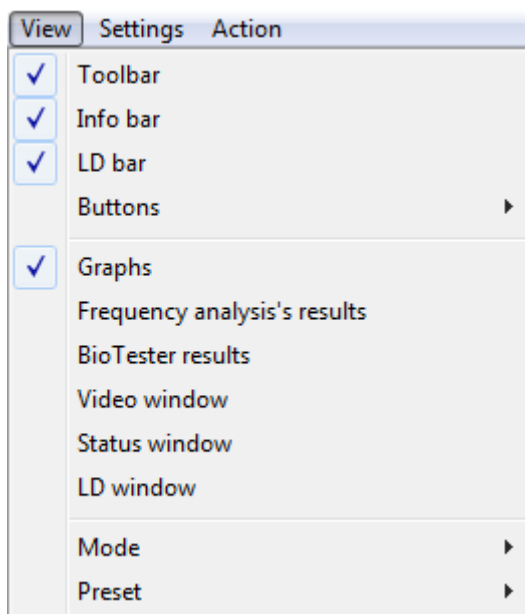 View Settings Action
Toolbar
Info bar
LD bar
Buttons
Graphs
Frequency analysis's results
BioTester results
Video window
Status window
LD window
Mode
Preset